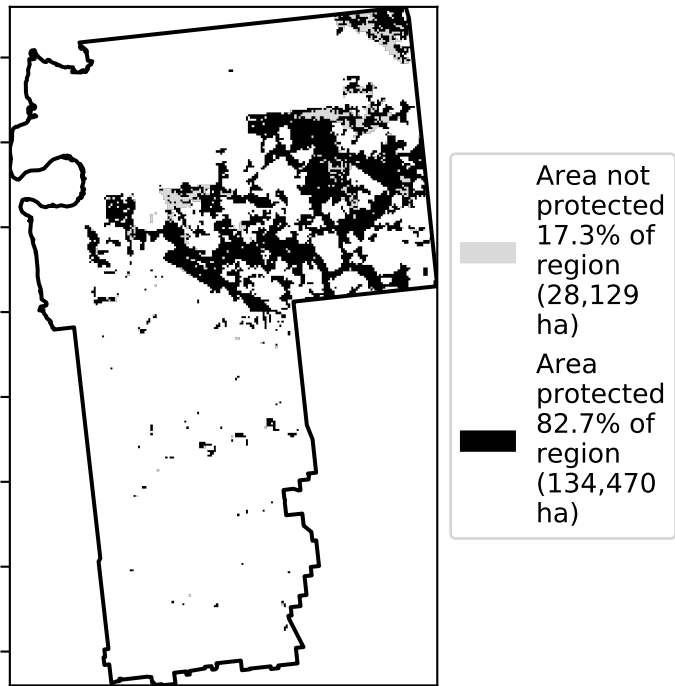 Area not
protected
17.3% of
region
(28,129
ha)
Area
protected
82.7% of
region
(134,470
ha)